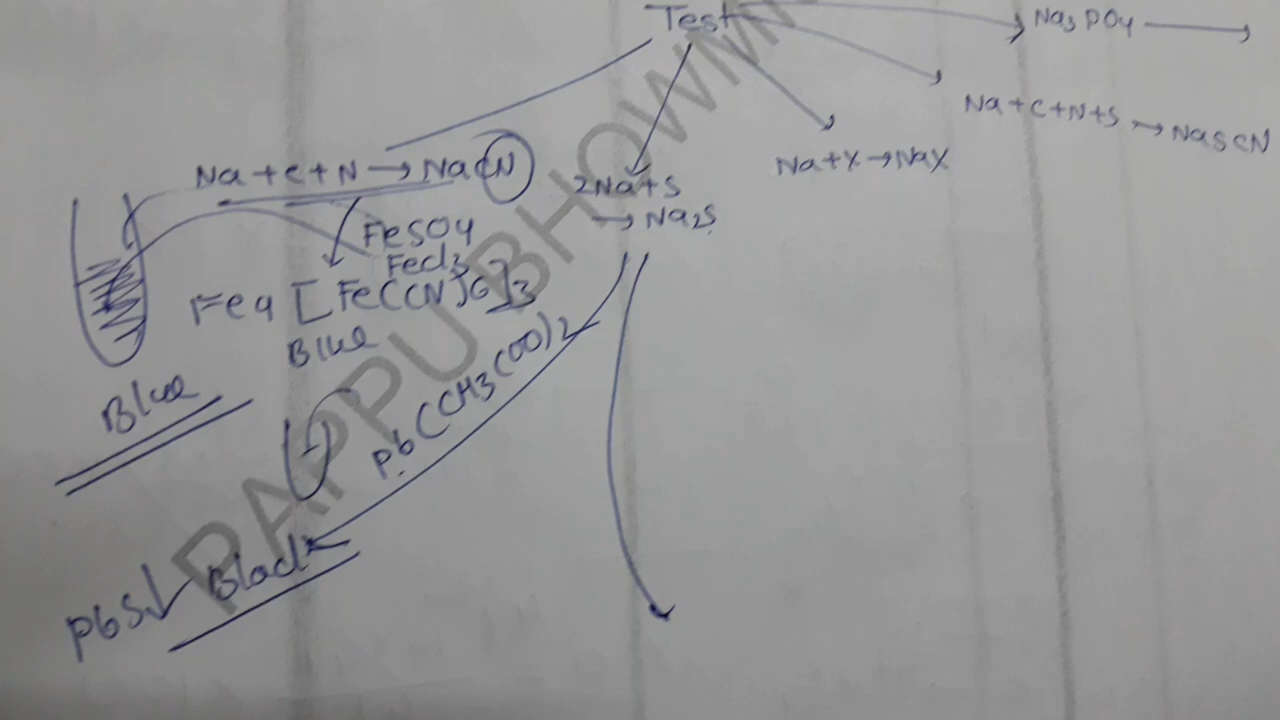 Test
Na3PO4 →
Na+C+N+S → NaSCN
Na+X → NaX
Na+C+N → NaCN
2Na+S
→ Na2S
FeSO4
FeCl3
Fe4 [Fe(CN)6]3
Blue
Blue
Pb(CH3COO)2
PbS↓ Black
PAPPU BHOWM